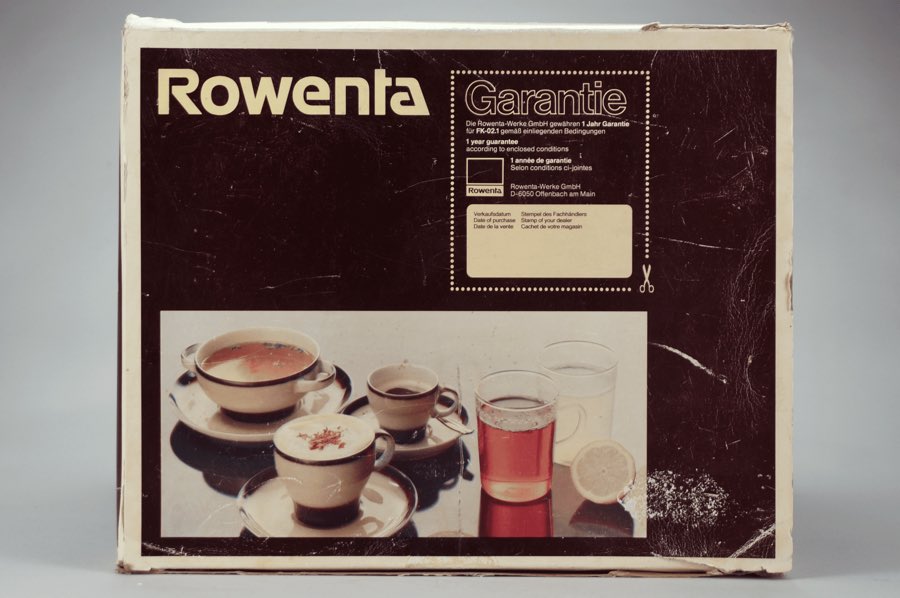 Rowenta
Garantie
Die Rowenta-Werke GmbH gewähren 1 Jahr Garantie
für FK-02.1 gemäß einliegenden Bedingungen
1 year guarantee
according to enclosed conditions
1 année de garantie
Selon conditions ci-jointes
Rowenta
Rowenta-Werke GmbH
D-6050 Offenbach am Main
Verkaufsdatum Stempel des Fachhändlers
Date of purchase Stamp of your dealer
Date de la vente Cachet de votre magasin